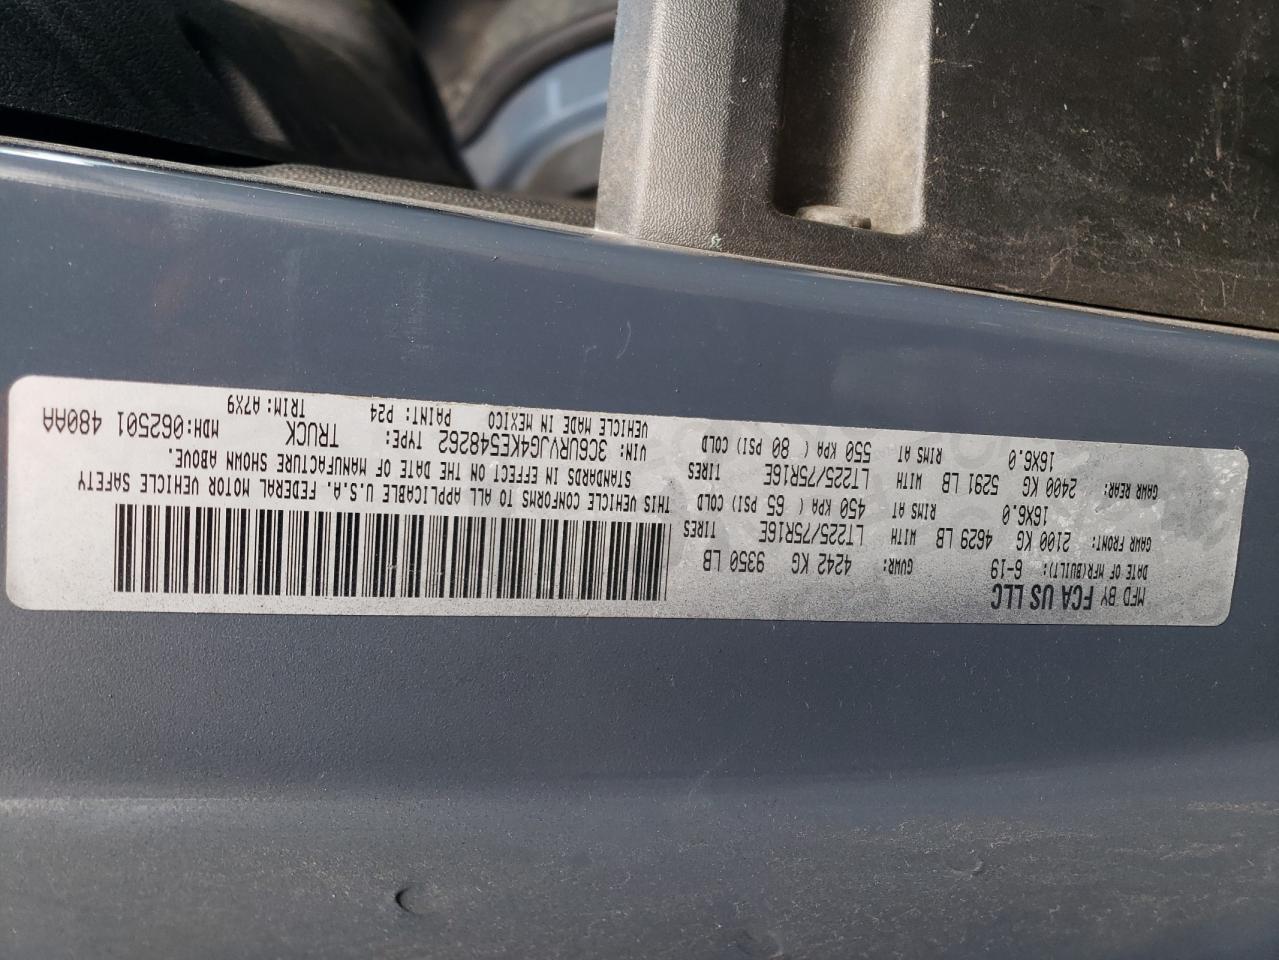 MFD BY FCA US LLC
DATE OF MFR(BUILT): 6-19 GVWR: 4242 KG 9350 LB
GAWR FRONT: 2100 KG 4629 LB WITH LT225/75R16E TIRES
16X6.0 RIMS AT 450 KPA ( 65 PSI) COLD
GAWR REAR: 2400 KG 5291 LB WITH LT225/75R16E TIRES
16X6.0 RIMS AT 550 KPA ( 80 PSI) COLD
THIS VEHICLE CONFORMS TO ALL APPLICABLE U.S.A. FEDERAL MOTOR VEHICLE SAFETY
STANDARDS IN EFFECT ON THE DATE OF MANUFACTURE SHOWN ABOVE.
VIN: 3C6URVJG4KE548262 TYPE: TRUCK MDH: 062501 480AA
VEHICLE MADE IN MEXICO PAINT: P24 TRIM: A7X9